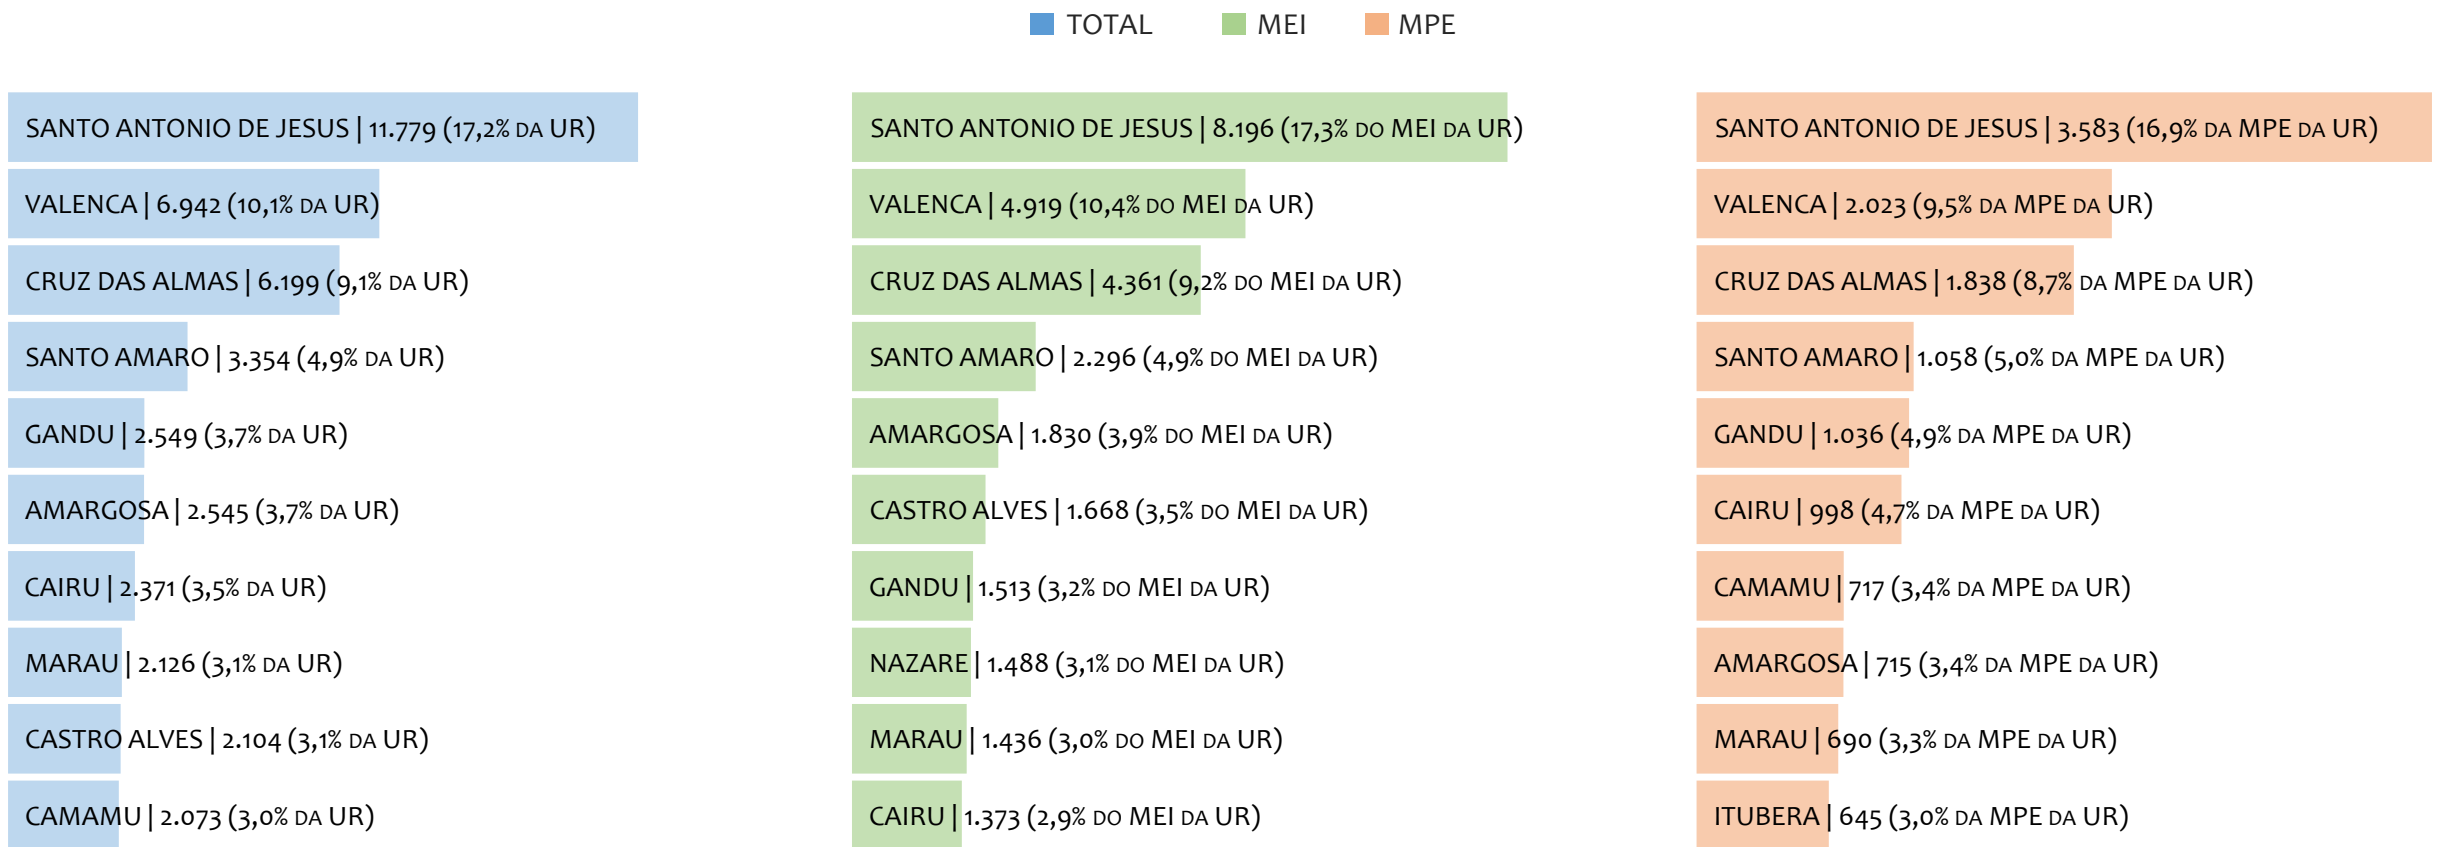 TOTAL MEI MPE
SANTO ANTONIO DE JESUS | 11.779 (17,2% DA UR)
VALENCA | 6.942 (10,1% DA UR)
CRUZ DAS ALMAS | 6.199 (9,1% DA UR)
SANTO AMARO | 3.354 (4,9% DA UR)
GANDU | 2.549 (3,7% DA UR)
AMARGOSA | 2.545 (3,7% DA UR)
CAIRU | 2.371 (3,5% DA UR)
MARAU | 2.126 (3,1% DA UR)
CASTRO ALVES | 2.104 (3,1% DA UR)
CAMAMU | 2.073 (3,0% DA UR)
SANTO ANTONIO DE JESUS | 8.196 (17,3% DO MEI DA UR)
VALENCA | 4.919 (10,4% DO MEI DA UR)
CRUZ DAS ALMAS | 4.361 (9,2% DO MEI DA UR)
SANTO AMARO | 2.296 (4,9% DO MEI DA UR)
AMARGOSA | 1.830 (3,9% DO MEI DA UR)
CASTRO ALVES | 1.668 (3,5% DO MEI DA UR)
GANDU | 1.513 (3,2% DO MEI DA UR)
NAZARE | 1.488 (3,1% DO MEI DA UR)
MARAU | 1.436 (3,0% DO MEI DA UR)
CAIRU | 1.373 (2,9% DO MEI DA UR)
SANTO ANTONIO DE JESUS | 3.583 (16,9% DA MPE DA UR)
VALENCA | 2.023 (9,5% DA MPE DA UR)
CRUZ DAS ALMAS | 1.838 (8,7% DA MPE DA UR)
SANTO AMARO | 1.058 (5,0% DA MPE DA UR)
GANDU | 1.036 (4,9% DA MPE DA UR)
CAIRU | 998 (4,7% DA MPE DA UR)
CAMAMU | 717 (3,4% DA MPE DA UR)
AMARGOSA | 715 (3,4% DA MPE DA UR)
MARAU | 690 (3,3% DA MPE DA UR)
ITUBERA | 645 (3,0% DA MPE DA UR)